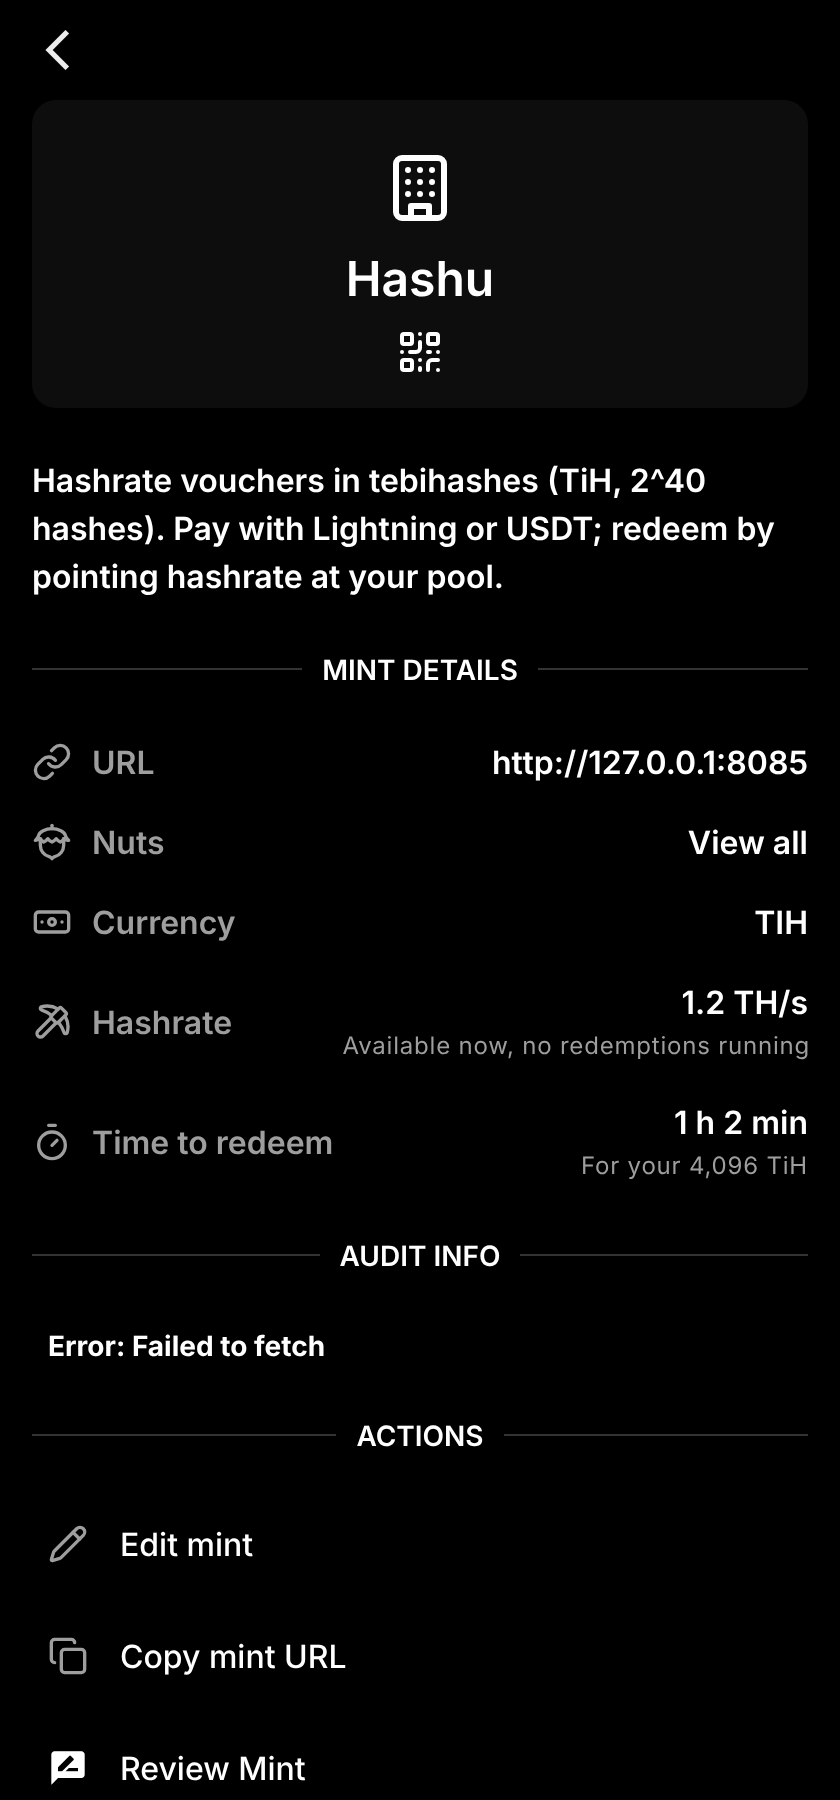 Hashu
Hashrate vouchers in tebihashes (TiH, 2^40
hashes). Pay with Lightning or USDT; redeem by
pointing hashrate at your pool.
MINT DETAILS
URL
http://127.0.0.1:8085
Nuts
View all
Currency
TIH
Hashrate
1.2 TH/s
Available now, no redemptions running
Time to redeem
1 h 2 min
For your 4,096 TiH
AUDIT INFO
Error: Failed to fetch
ACTIONS
Edit mint
Copy mint URL
Review Mint